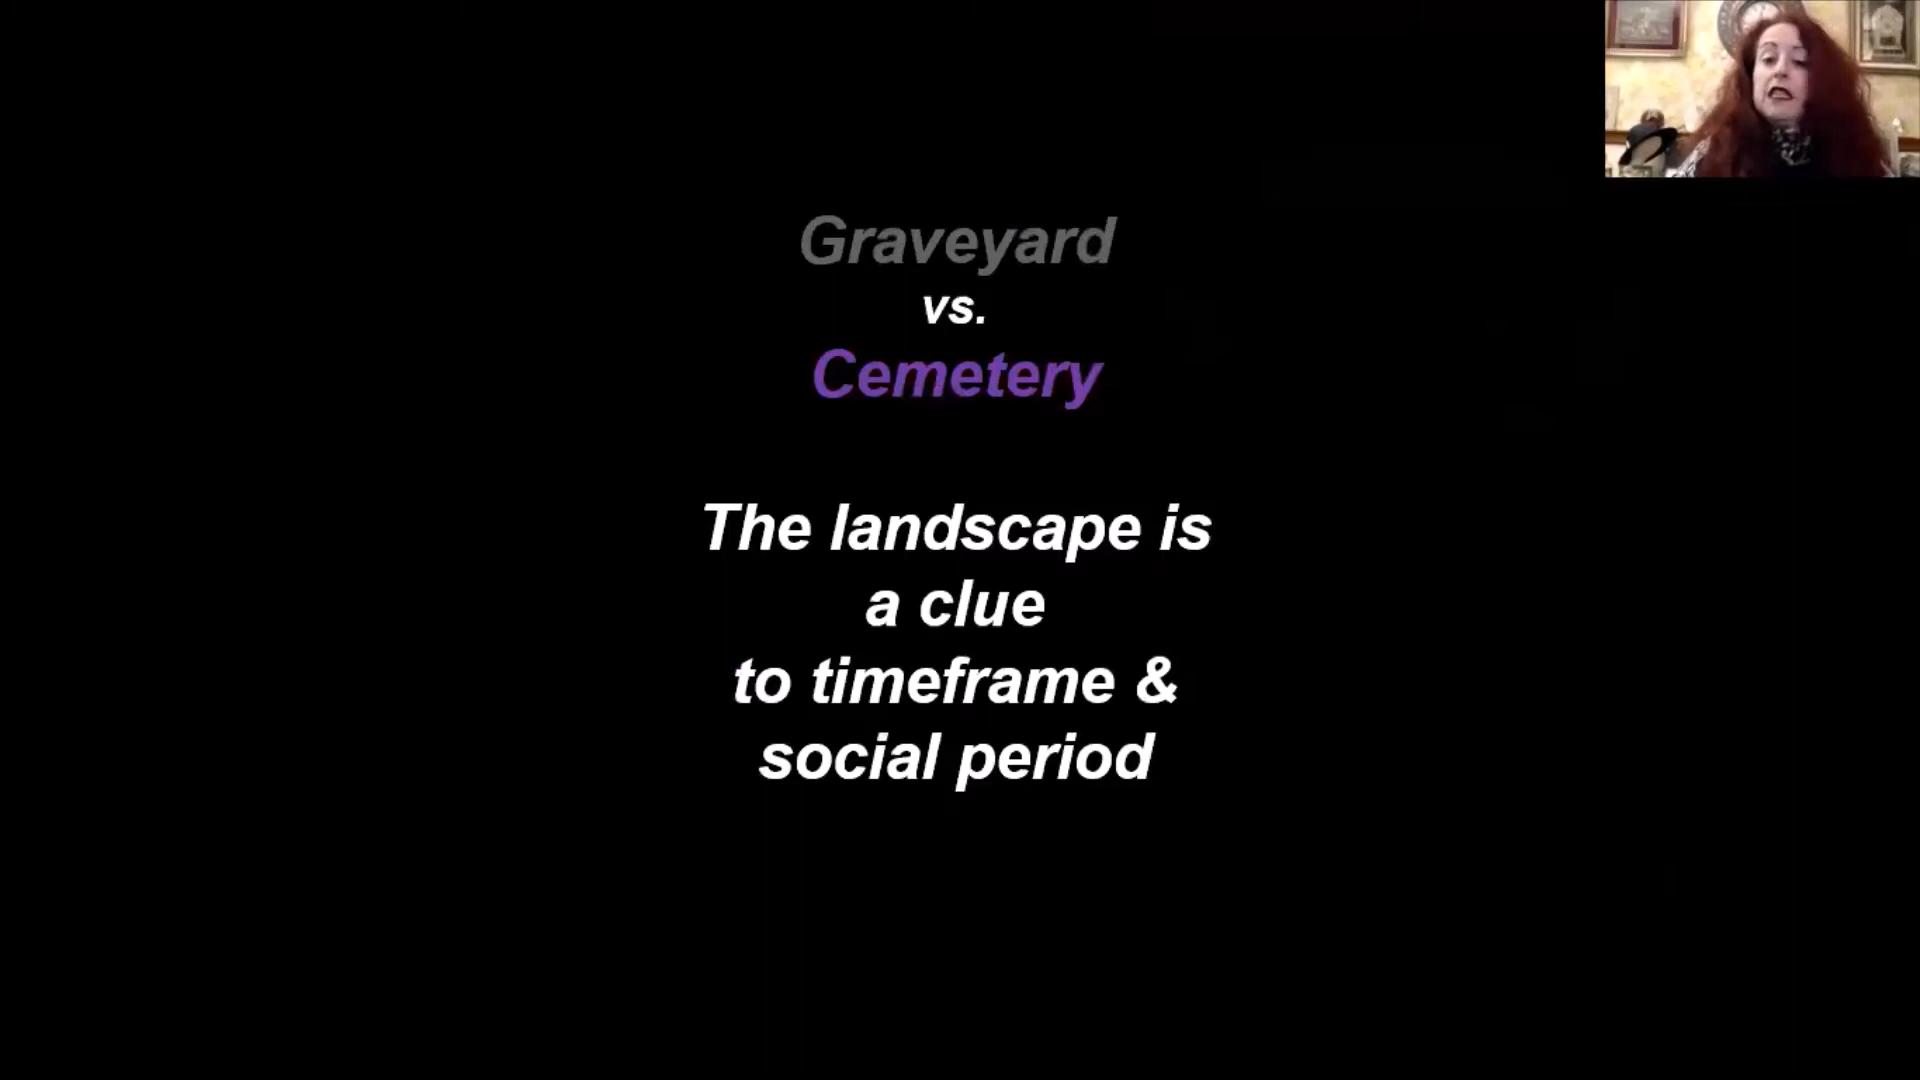 Graveyard
vs.
Cemetery
The landscape is
a clue
to timeframe &
social period